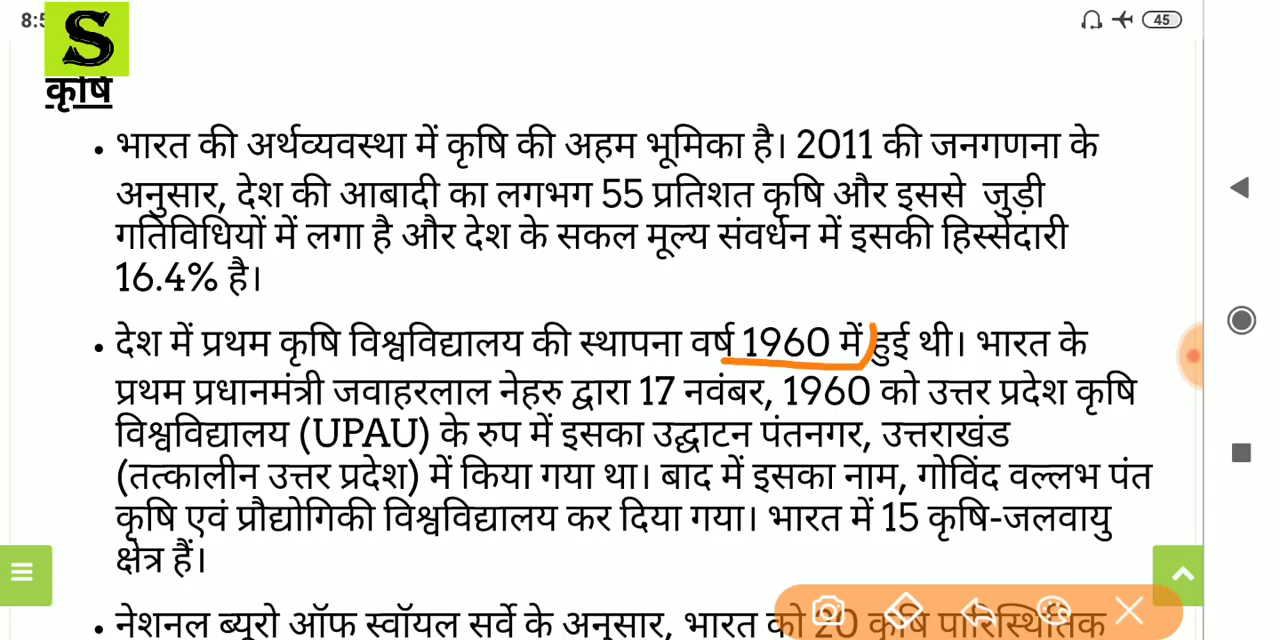 8:5
S
45
कृषि
• भारत की अर्थव्यवस्था में कृषि की अहम भूमिका है। 2011 की जनगणना के
अनुसार, देश की आबादी का लगभग 55 प्रतिशत कृषि और इससे जुड़ी
गतिविधियों में लगा है और देश के सकल मूल्य संवर्धन में इसकी हिस्सेदारी
16.4% है।
• देश में प्रथम कृषि विश्वविद्यालय की स्थापना वर्ष 1960 में हुई थी। भारत के
प्रथम प्रधानमंत्री जवाहरलाल नेहरु द्वारा 17 नवंबर, 1960 को उत्तर प्रदेश कृषि
विश्वविद्यालय (UPAU) के रुप में इसका उद्घाटन पंतनगर, उत्तराखंड
(तत्कालीन उत्तर प्रदेश) में किया गया था। बाद में इसका नाम, गोविंद वल्लभ पंत
कृषि एवं प्रौद्योगिकी विश्वविद्यालय कर दिया गया। भारत में 15 कृषि-जलवायु
क्षेत्र हैं।
• नेशनल ब्यूरो ऑफ स्वॉयल सर्वे के अनुसार, भारत को 20 कृषि पारिस्थितिक